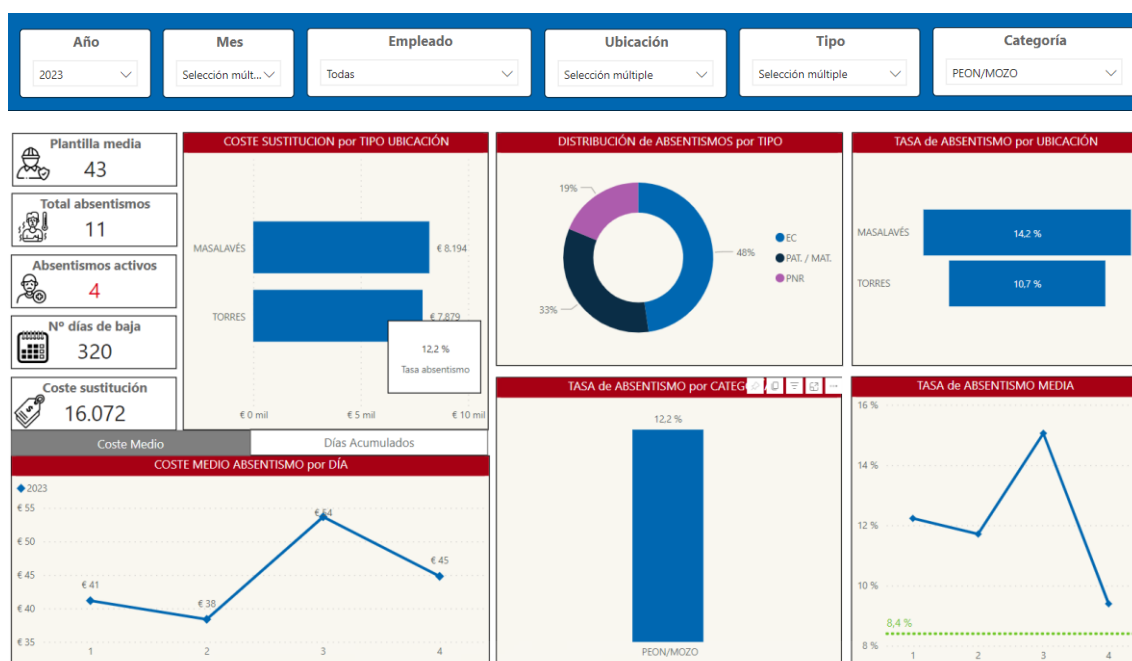 Año
2023
Mes
Selección múlt...
Empleado
Todas
Ubicación
Selección múltiple
Tipo
Selección múltiple
Categoría
PEON/MOZO
Plantilla media
43
Total absentismos
11
Absentismos activos
4
Nº días de baja
320
Coste sustitución
16.072
COSTE SUSTITUCION por TIPO UBICACIÓN
MASALAVÉS
€ 8.194
TORRES
€ 7.879
12,2 %
Tasa absentismo
€ 0 mil
€ 5 mil
€ 10 mil
DISTRIBUCIÓN de ABSENTISMOS por TIPO
19%
48%
33%
EC
PAT. / MAT.
PNR
TASA de ABSENTISMO por UBICACIÓN
MASALAVÉS
14,2 %
TORRES
10,7 %
Coste Medio
Días Acumulados
COSTE MEDIO ABSENTISMO por DÍA
2023
€ 55
€ 50
€ 45
€ 40
€ 35
€ 41
€ 38
€ 54
€ 45
1
2
3
4
TASA de ABSENTISMO por CATEG
12,2 %
PEON/MOZO
TASA de ABSENTISMO MEDIA
16 %
14 %
12 %
10 %
8 %
8,4 %
1
2
3
4